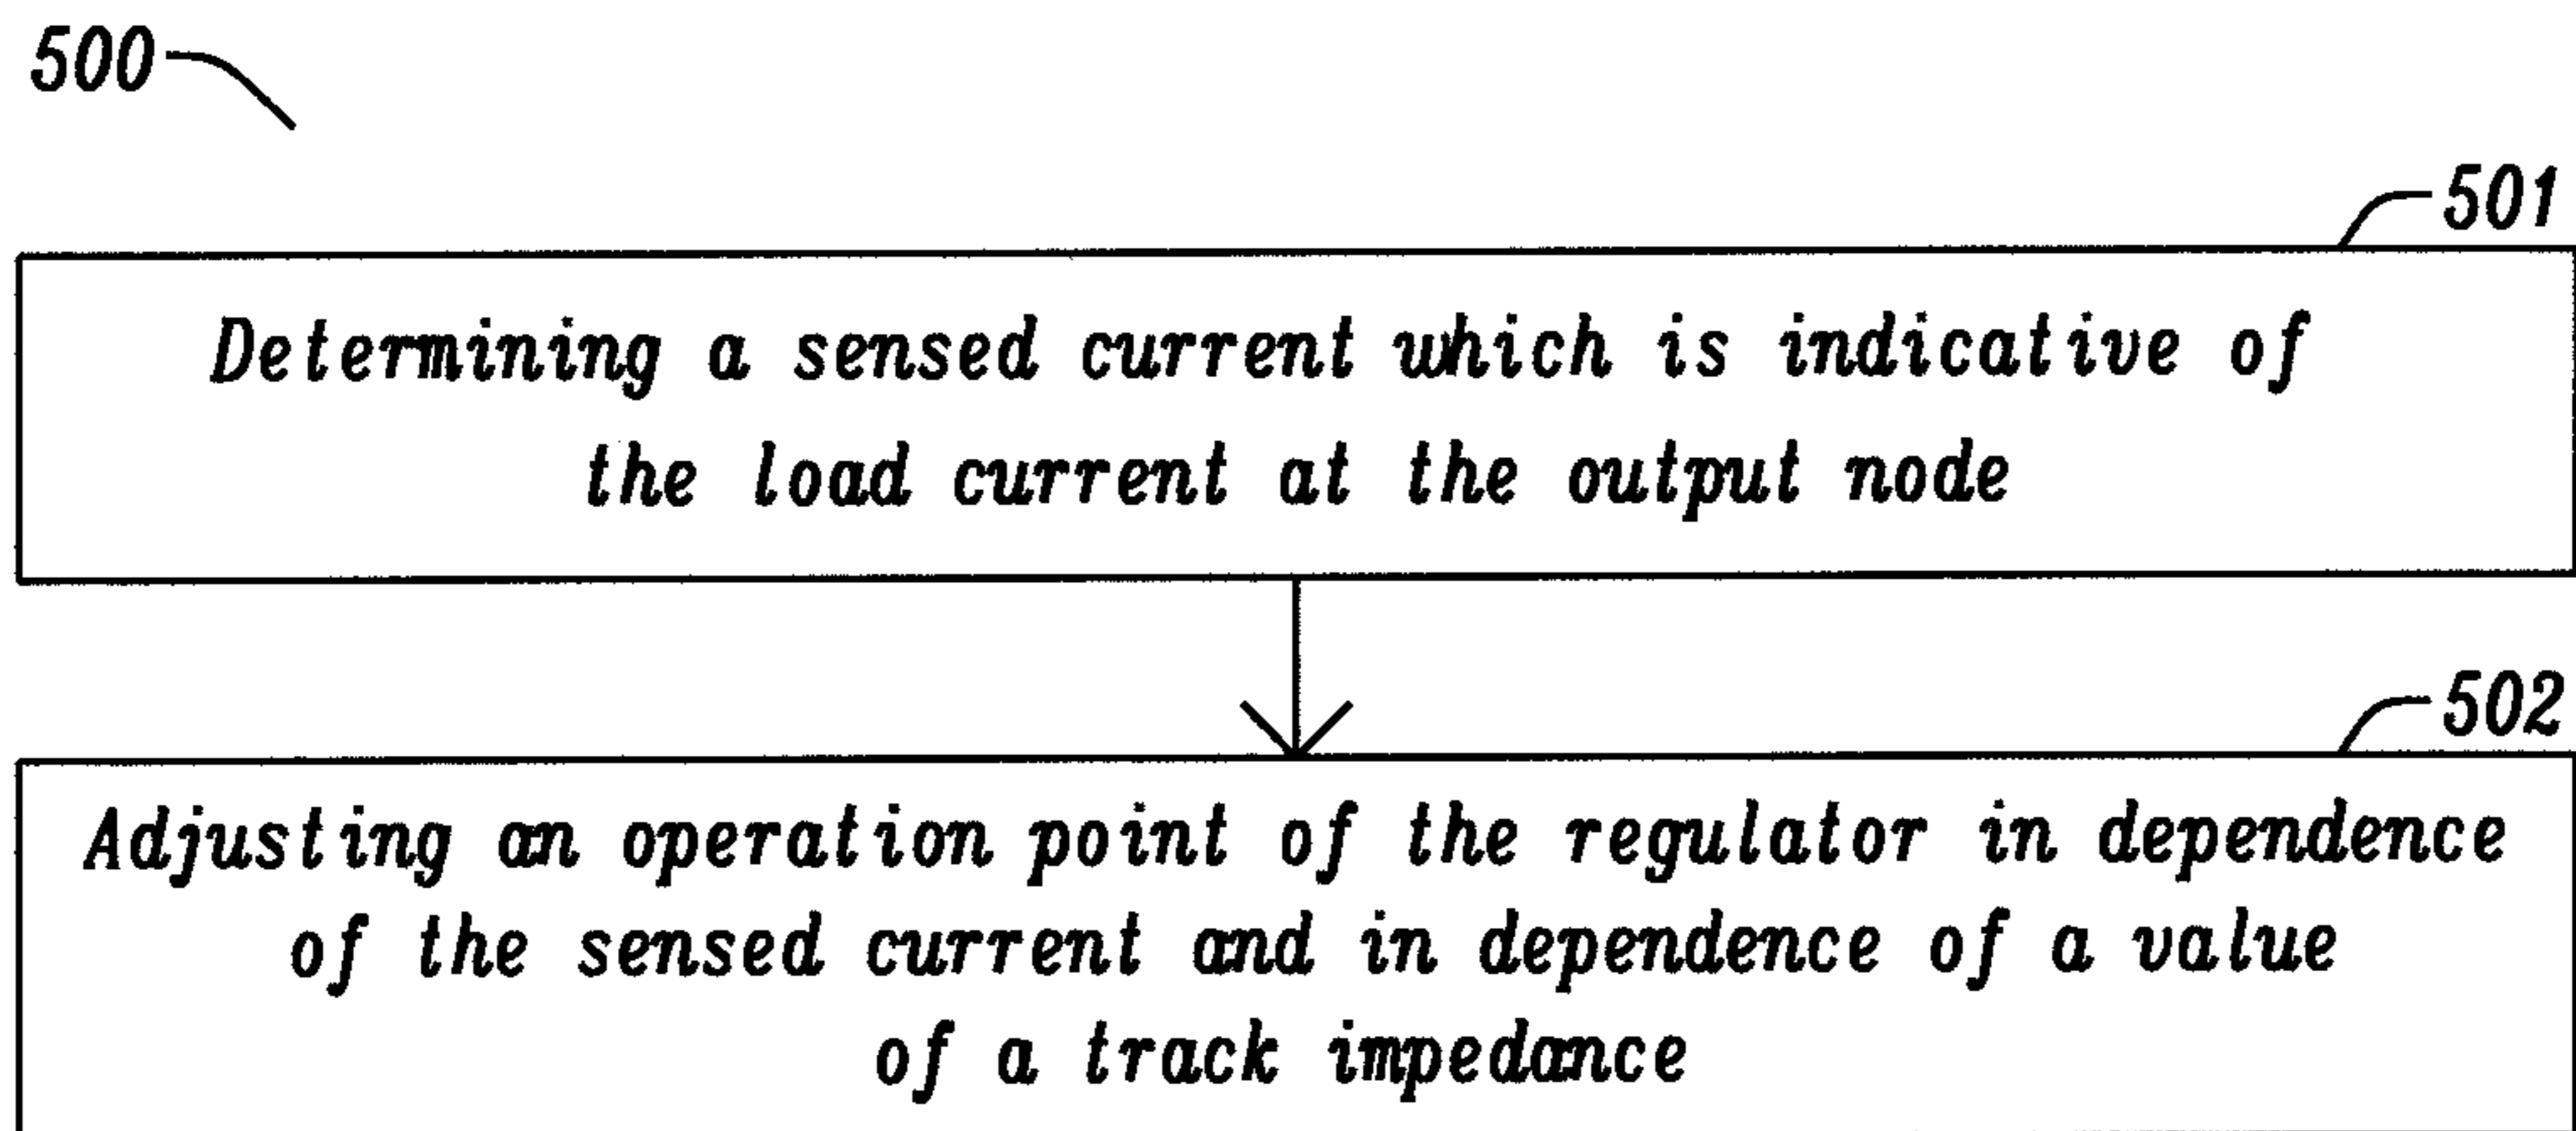 500
501
Determining a sensed current which is indicative of
the load current at the output node
502
Adjusting an operation point of the regulator in dependence
of the sensed current and in dependence of a value
of a track impedance